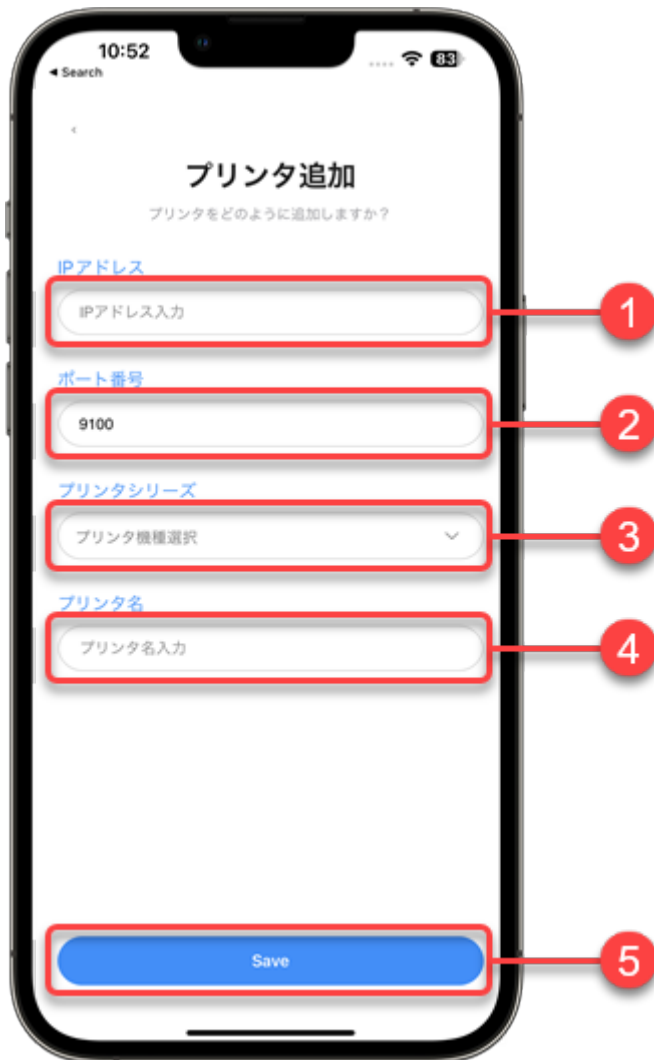 10:52
83
◀ Search
<
プリンタ追加
プリンタをどのように追加しますか？
IPアドレス
IPアドレス入力
1
ポート番号
9100
2
プリンタシリーズ
プリンタ機種選択
3
プリンタ名
プリンタ名入力
4
Save
5